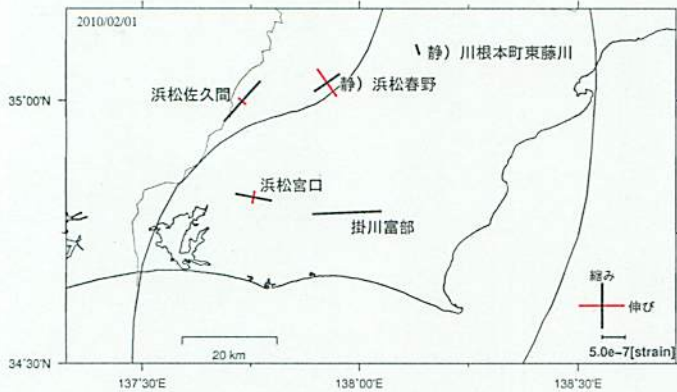 2010/02/01
静）川根本町東藤川
静）浜松春野
浜松佐久間
35°00'N
浜松宮口
掛川富部
縮み
伸び
5.0e-7[strain]
20 km
34°30'N
137°30'E
138°00'E
138°30'E